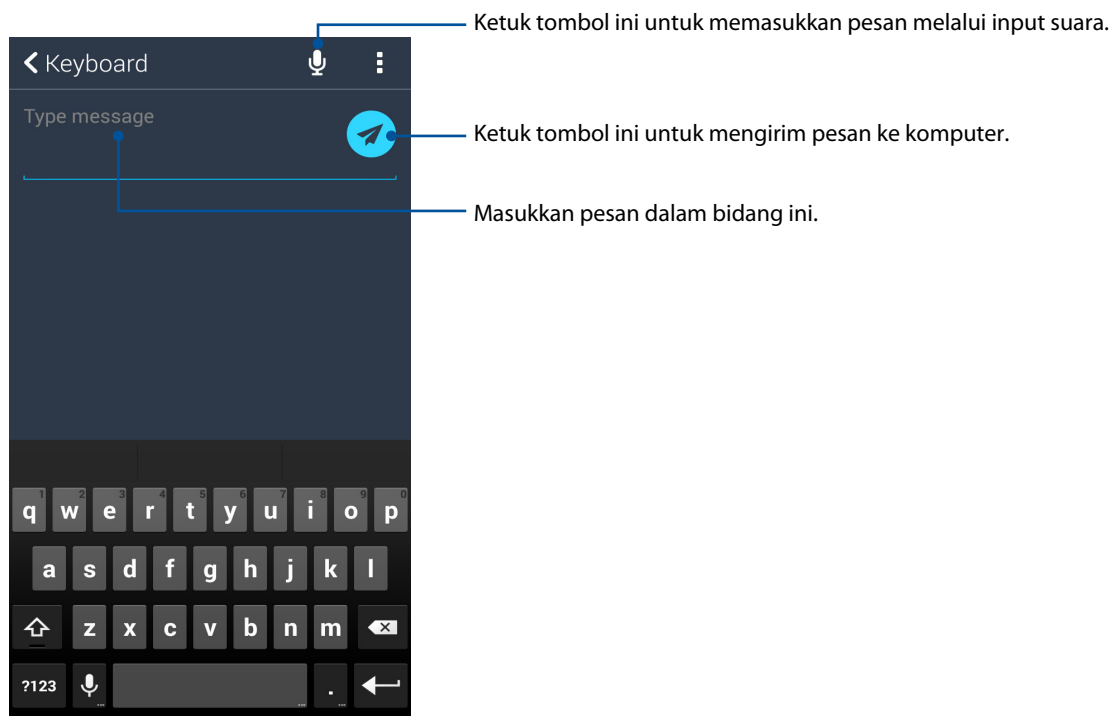 Ketuk tombol ini untuk memasukkan pesan melalui input suara.
Keyboard
Type message
Ketuk tombol ini untuk mengirim pesan ke komputer.
Masukkan pesan dalam bidang ini.
1 2 3 4 5 6 7 8 9 0
q w e r t y u i o p
a s d f g h j k l
z x c v b n m
?123 ... ... . ...